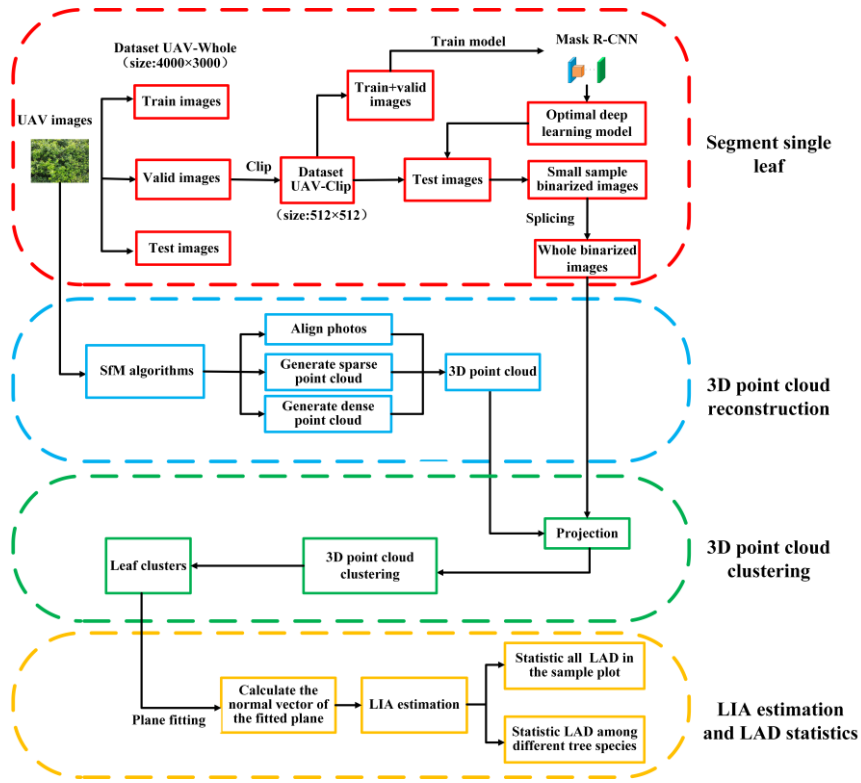 Dataset UAV-Whole
（size:4000×3000）
Train images
UAV images
Valid images
Test images
Clip
Dataset
UAV-Clip
（size:512×512）
Train+valid
images
Train model
Mask R-CNN
Optimal deep
learning model
Test images
Small sample
binarized images
Splicing
Whole binarized
images
Segment single
leaf
SfM algorithms
Align photos
Generate sparse
point cloud
Generate dense
point cloud
3D point cloud
3D point cloud
reconstruction
Projection
3D point cloud
clustering
Leaf clusters
3D point cloud
clustering
Plane fitting
Calculate the
normal vector of
the fitted plane
LIA estimation
Statistic all LAD in
the sample plot
Statistic LAD among
different tree species
LIA estimation
and LAD statistics